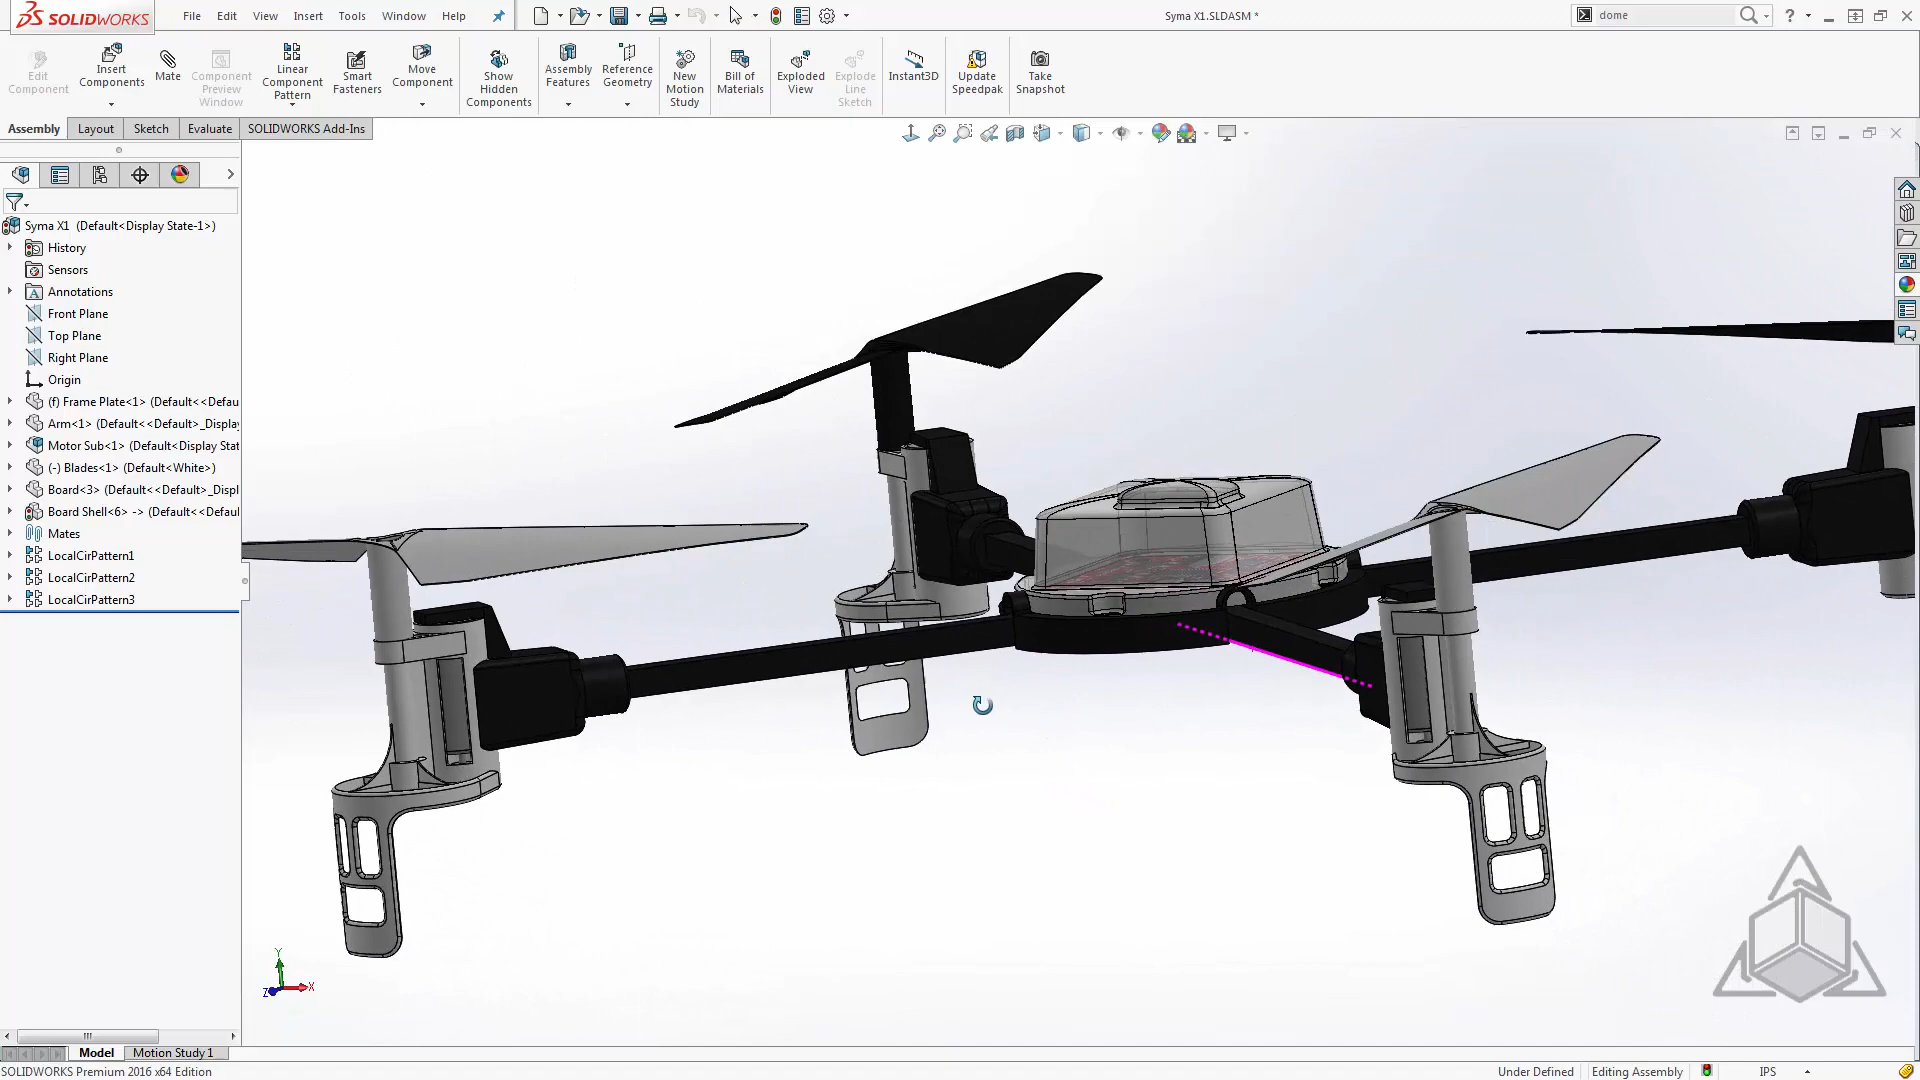 SOLIDWORKS
File Edit View Insert Tools Window Help
Syma X1.SLDASM *
dome
Edit Component
Insert Components
Mate
Component Preview Window
Linear Component Pattern
Smart Fasteners
Move Component
Show Hidden Components
Assembly Features
Reference Geometry
New Motion Study
Bill of Materials
Exploded View
Explode Line Sketch
Instant3D
Update Speedpak
Take Snapshot
Assembly Layout Sketch Evaluate SOLIDWORKS Add-Ins
Syma X1 (Default<Display State-1>)
History
Sensors
Annotations
Front Plane
Top Plane
Right Plane
Origin
(f) Frame Plate<1> (Default<<Defau
Arm<1> (Default<<Default>_Display
Motor Sub<1> (Default<Display Stat
(-) Blades<1> (Default<White>)
Board<3> (Default<<Default>_Displ
Board Shell<6> -> (Default<<Defaul
Mates
LocalCirPattern1
LocalCirPattern2
LocalCirPattern3
Y
Z X
Model Motion Study 1
SOLIDWORKS Premium 2016 x64 Edition
Under Defined Editing Assembly IPS